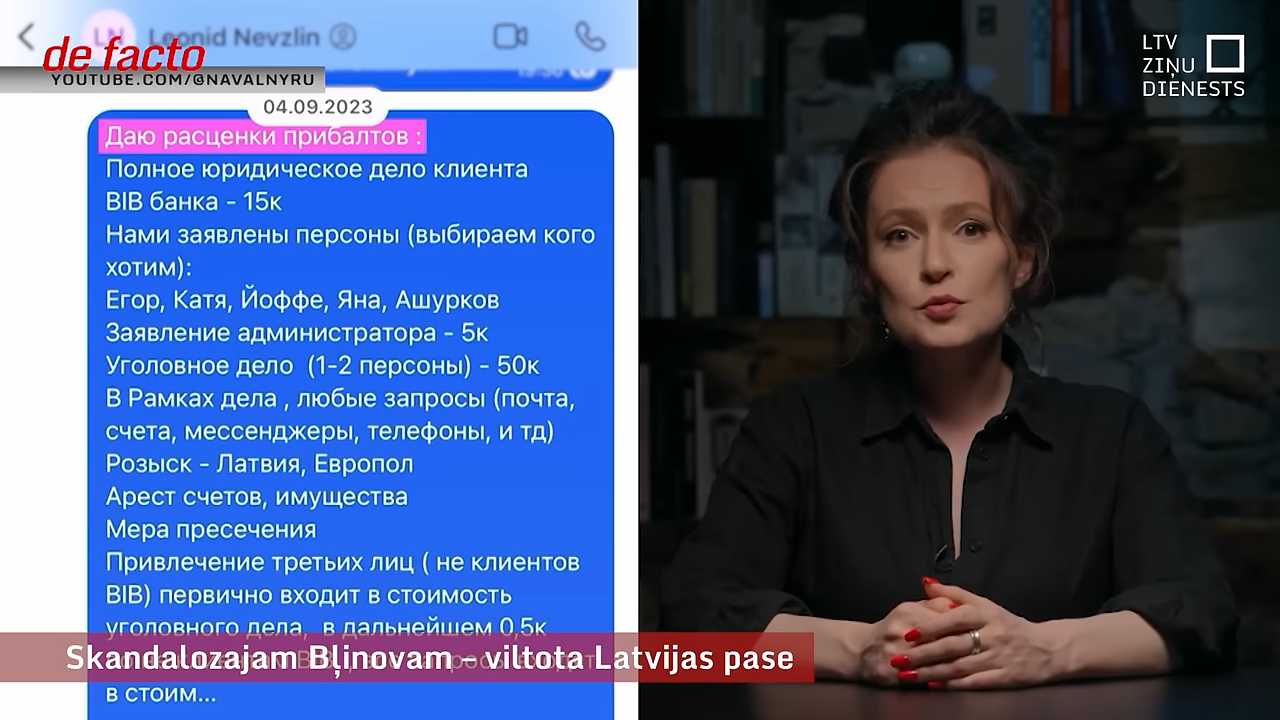 LN Leonid Nevzlin
de facto
YOUTUBE.COM/@NAVALNYRU
04.09.2023
Даю расценки прибалтов :
Полное юридическое дело клиента
BIB банка - 15к
Нами заявлены персоны (выбираем кого
хотим):
Егор, Катя, Йоффе, Яна, Ашурков
Заявление администратора - 5к
Уголовное дело (1-2 персоны) - 50к
В Рамках дела , любые запросы (почта,
счета, мессенджеры, телефоны, и тд)
Розыск - Латвия, Европол
Арест счетов, имущества
Мера пресечения
Привлечение третьих лиц ( не клиентов
BIB) первично входит в стоимость
уголовного дела, в дальнейшем 0,5к
в стоим...
Skandalozajam Bļinovam – viltota Latvijas pase
LTV
ZIŅU
DIENESTS